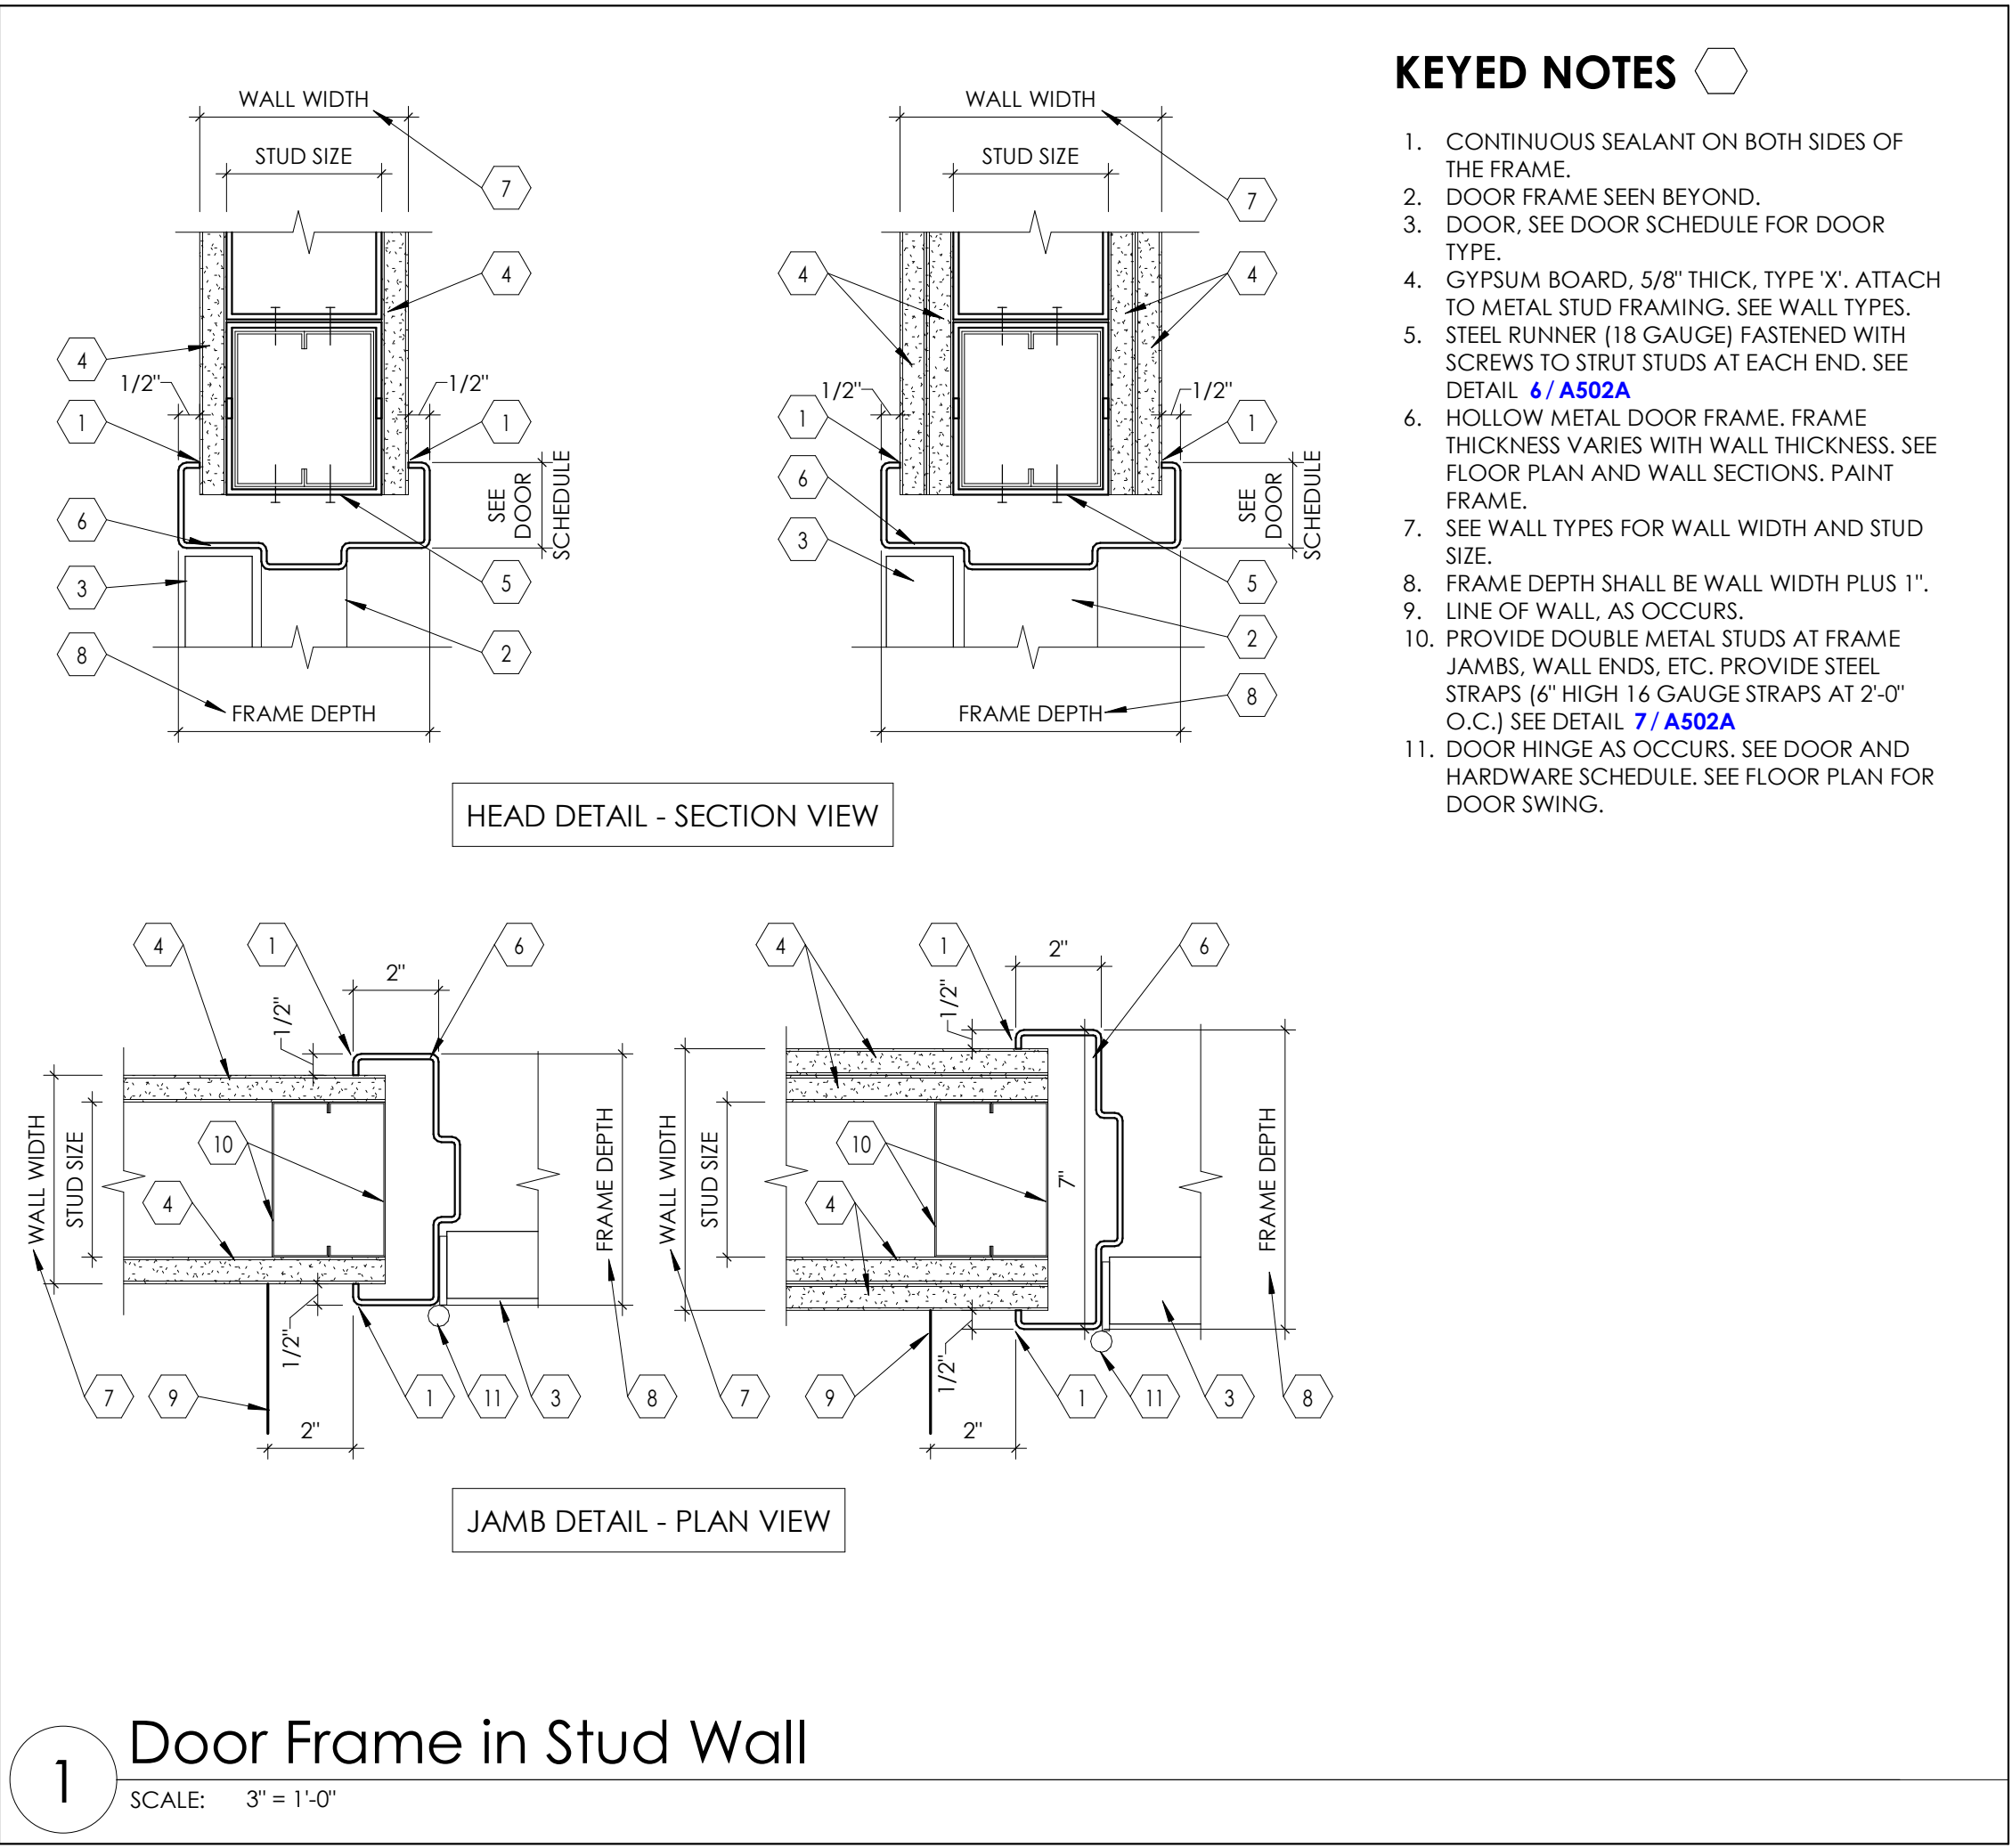 KEYED NOTES
1. CONTINUOUS SEALANT ON BOTH SIDES OF
THE FRAME.
2. DOOR FRAME SEEN BEYOND.
3. DOOR, SEE DOOR SCHEDULE FOR DOOR
TYPE.
4. GYPSUM BOARD, 5/8" THICK, TYPE 'X'. ATTACH
TO METAL STUD FRAMING. SEE WALL TYPES.
5. STEEL RUNNER (18 GAUGE) FASTENED WITH
SCREWS TO STRUT STUDS AT EACH END. SEE
DETAIL 6 / A502A
6. HOLLOW METAL DOOR FRAME. FRAME
THICKNESS VARIES WITH WALL THICKNESS. SEE
FLOOR PLAN AND WALL SECTIONS. PAINT
FRAME.
7. SEE WALL TYPES FOR WALL WIDTH AND STUD
SIZE.
8. FRAME DEPTH SHALL BE WALL WIDTH PLUS 1".
9. LINE OF WALL, AS OCCURS.
10. PROVIDE DOUBLE METAL STUDS AT FRAME
JAMBS, WALL ENDS, ETC. PROVIDE STEEL
STRAPS (6" HIGH 16 GAUGE STRAPS AT 2'-0"
O.C.) SEE DETAIL 7 / A502A
11. DOOR HINGE AS OCCURS. SEE DOOR AND
HARDWARE SCHEDULE. SEE FLOOR PLAN FOR
DOOR SWING.
WALL WIDTH
STUD SIZE
7
4
4
1/2"
1/2"
1
1
SEE
DOOR
SCHEDULE
6
3
5
2
8
FRAME DEPTH
WALL WIDTH
STUD SIZE
7
4
4
1/2"
1/2"
1
1
SEE
DOOR
SCHEDULE
6
3
5
2
8
FRAME DEPTH
HEAD DETAIL - SECTION VIEW
4
1
6
2"
1/2"
WALL WIDTH
STUD SIZE
10
4
FRAME DEPTH
1/2"
7
9
1
11
3
8
2"
4
1
6
2"
1/2"
WALL WIDTH
STUD SIZE
10
4
7"
FRAME DEPTH
1/2"
7
9
1
11
3
8
2"
JAMB DETAIL - PLAN VIEW
1
Door Frame in Stud Wall
SCALE: 3" = 1'-0"